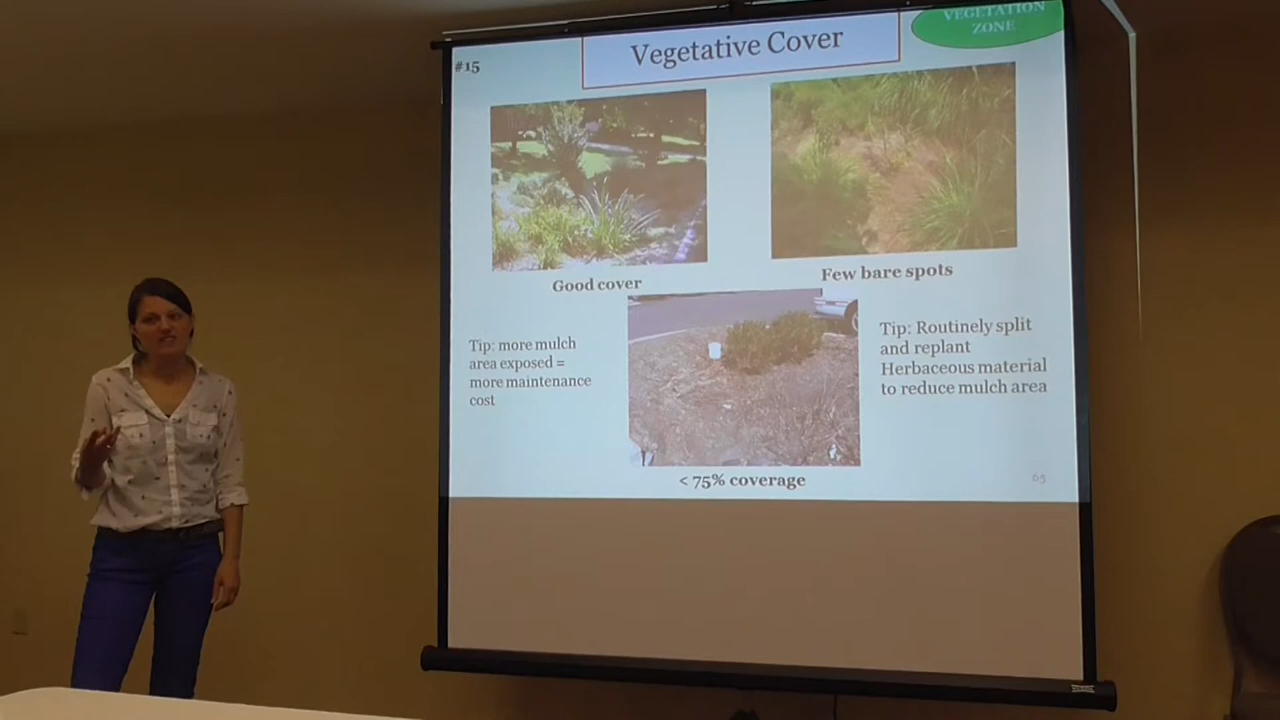 VEGETATION
ZONE
#15
Vegetative Cover
Good cover
Few bare spots
Tip: more mulch
area exposed =
more maintenance
cost
Tip: Routinely split
and replant
Herbaceous material
to reduce mulch area
< 75% coverage
65